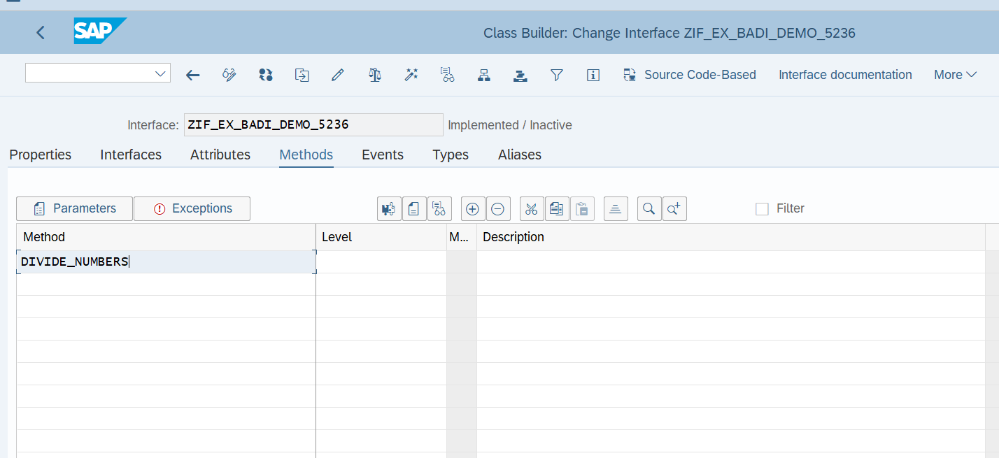 SAP
Class Builder: Change Interface ZIF_EX_BADI_DEMO_5236
Source Code-Based Interface documentation More
Interface: ZIF_EX_BADI_DEMO_5236 Implemented / Inactive
Properties Interfaces Attributes Methods Events Types Aliases
Parameters Exceptions Filter
Method Level M... Description
DIVIDE_NUMBERS